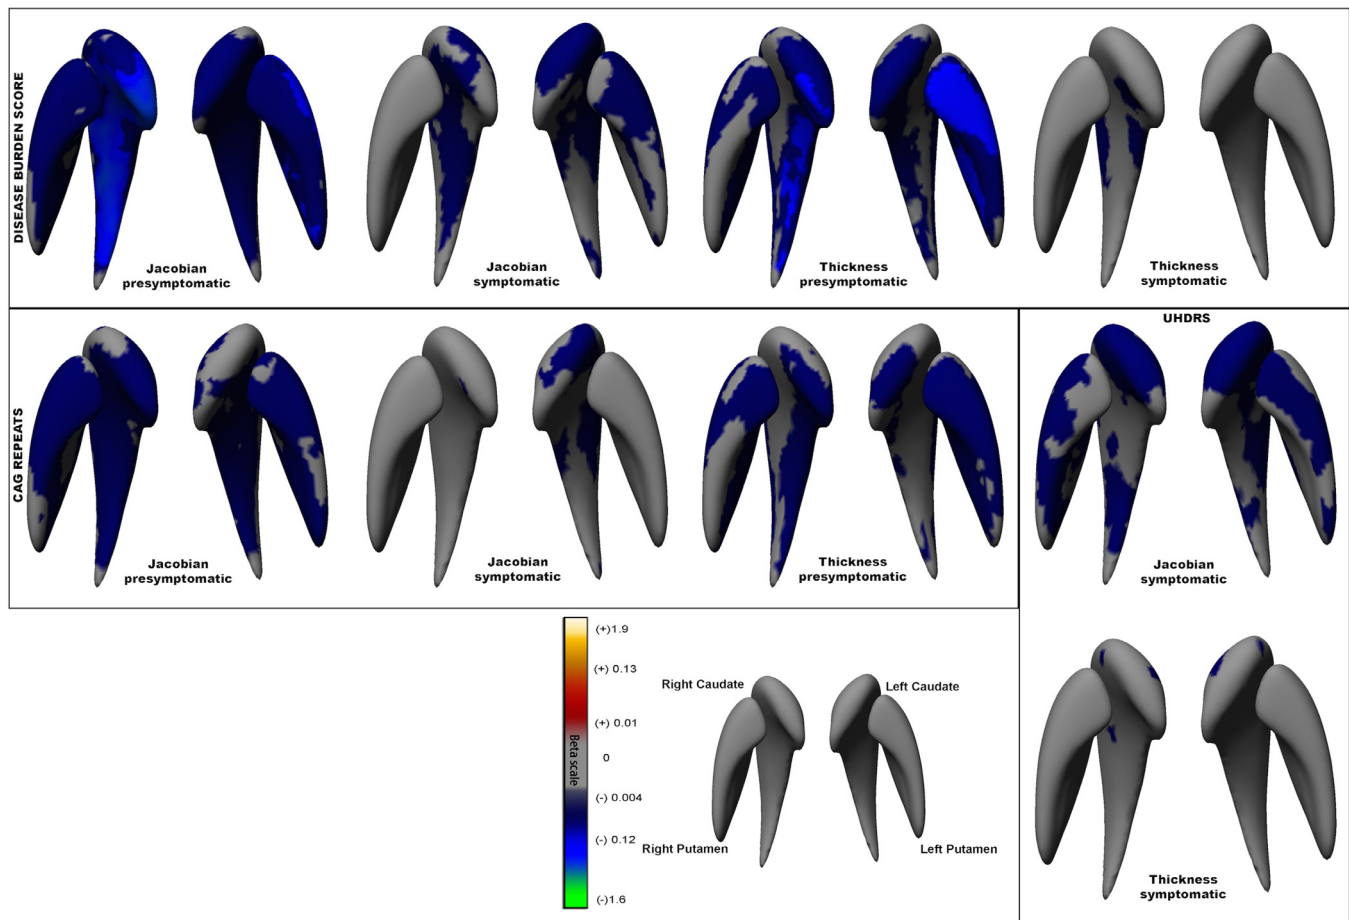 DISEASE BURDEN SCORE
Jacobian
presymptomatic
Jacobian
symptomatic
Thickness
presymptomatic
Thickness
symptomatic
CAG REPEATS
Jacobian
presymptomatic
Jacobian
symptomatic
Thickness
presymptomatic
UHDRS
Jacobian
symptomatic
Beta scale
(+)1.9
(+) 0.13
(+) 0.01
0
(-) 0.004
(-) 0.12
(-)1.6
Right Caudate
Left Caudate
Right Putamen
Left Putamen
Thickness
symptomatic